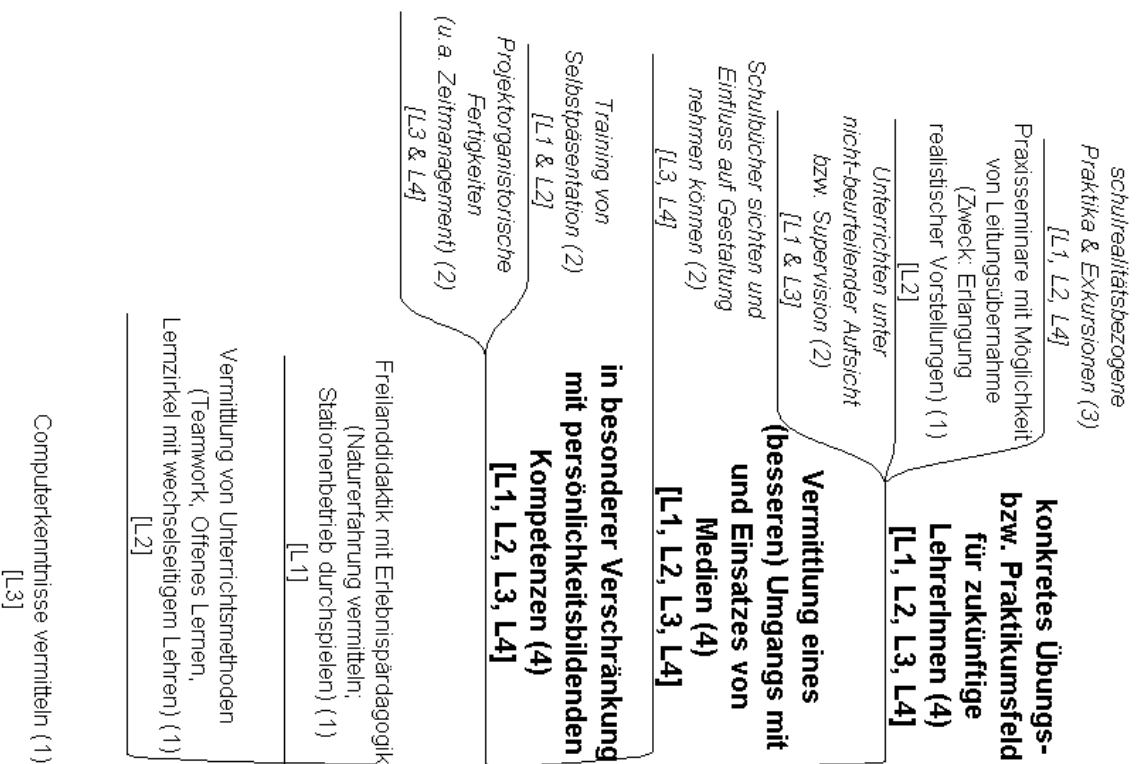 schulrealitätsbezogene
Praktika & Exkursionen (3)
[L1, L2, L4]
Praxisseminare mit Möglichkeit
von Leitungsübernahme
(Zweck: Erlangung
realistischer Vorstellungen) (1)
[L2]
Unterrichten unter
nicht-beurteilender Aufsicht
bzw. Supervision (2)
[L1 & L3]
konkretes Übungs-
bzw. Praktikumsfeld
für zukünftige
LehrerInnen (4)
[L1, L2, L3, L4]
Schulbücher sichten und
Einfluss auf Gestaltung
nehmen können (2)
[L3, L4]
Vermittlung eines
(besseren) Umgangs mit
und Einsatzes von
Medien (4)
[L1, L2, L3, L4]
Training von
Selbstpäsentation (2)
[L1 & L2]
Projektorganistorische
Fertigkeiten
(u.a. Zeitmanagement) (2)
[L3 & L4]
in besonderer Verschränkung
mit persönlichkeitsbildenden
Kompetenzen (4)
[L1, L2, L3, L4]
Freilanddidaktik mit Erlebnispärdagogik
(Naturerfahrung vermitteln;
Stationenbetrieb durchspielen) (1)
[L1]
Vermittlung von Unterrichtsmethoden
(Teamwork, Offenes Lernen,
Lernzirkel mit wechselseitigem Lehren) (1)
[L2]
Computerkenntnisse vermitteln (1)
[L3]